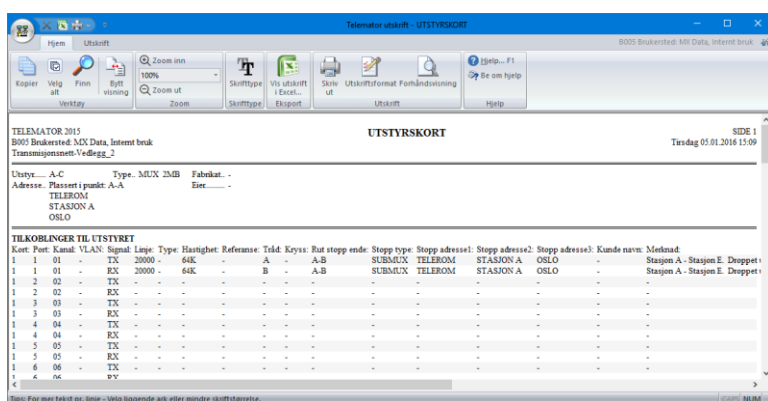 Telemator utskrift - UTSTYRSKORT
Hjem Utskrift
B005 Brukersted: MX Data, internt bruk
Kopier Velg alt Finn Bytt visning
Verktøy
Zoom inn
100%
Zoom ut
Zoom
Skrifttype
Skrifttype
Vis utskrift i Excel...
Eksport
Skriv ut Utskriftsformat Forhåndsvisning
Utskrift
Hjelp... F1
Be om hjelp
Hjelp
TELEMATOR 2015 UTSTYRSKORT SIDE 1
B005 Brukersted: MX Data, Internt bruk Tirsdag 05.01.2016 15:09
Transmisjonsnett-Vedlegg_2
Utstyr...... A-C Type.. MUX 2MB Fabrikat.. -
Adresse.. Plassert i punkt: A-A Eier.......... -
TELEROM
STASJON A
OSLO
TILKOBLINGER TIL UTSTYRET
Kort: Port: Kanal: VLAN: Signal: Linje: Type: Hastighet: Referanse: Tråd: Kryss: Rut stopp ende: Stopp type: Stopp adresse1: Stopp adresse2: Stopp adresse3: Kunde navn: Merknad:
1 1 01 - TX 20000 - 64K - A - A-B SUBMUX TELEROM STASJON A OSLO - Stasjon A - Stasjon E. Droppet
1 1 01 - RX 20000 - 64K - B - A-B SUBMUX TELEROM STASJON A OSLO - Stasjon A - Stasjon E. Droppet
1 2 02 - TX - - - - - - - - - - - - -
1 2 02 - RX - - - - - - - - - - - - -
1 3 03 - TX - - - - - - - - - - - - -
1 3 03 - RX - - - - - - - - - - - - -
1 4 04 - TX - - - - - - - - - - - - -
1 4 04 - RX - - - - - - - - - - - - -
1 5 05 - TX - - - - - - - - - - - - -
1 5 05 - RX - - - - - - - - - - - - -
1 6 06 - TX - - - - - - - - - - - - -
1 6 06 RX
Tips: For mer tekst pr. linje - Velg liggende ark eller mindre skriftstørrelse.
CAPS NUM